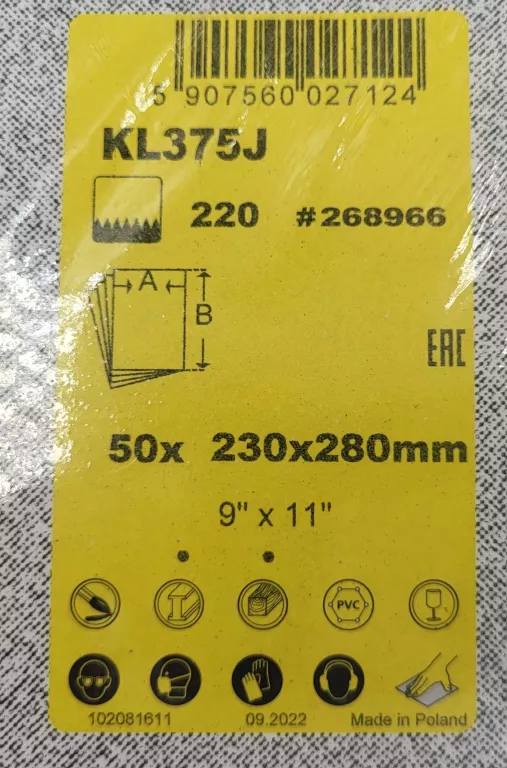 5 907560 027124
KL375J
220 #268966
A
B
EAC
50x 230x280mm
9" x 11"
PVC
102081611 09.2022 Made in Poland